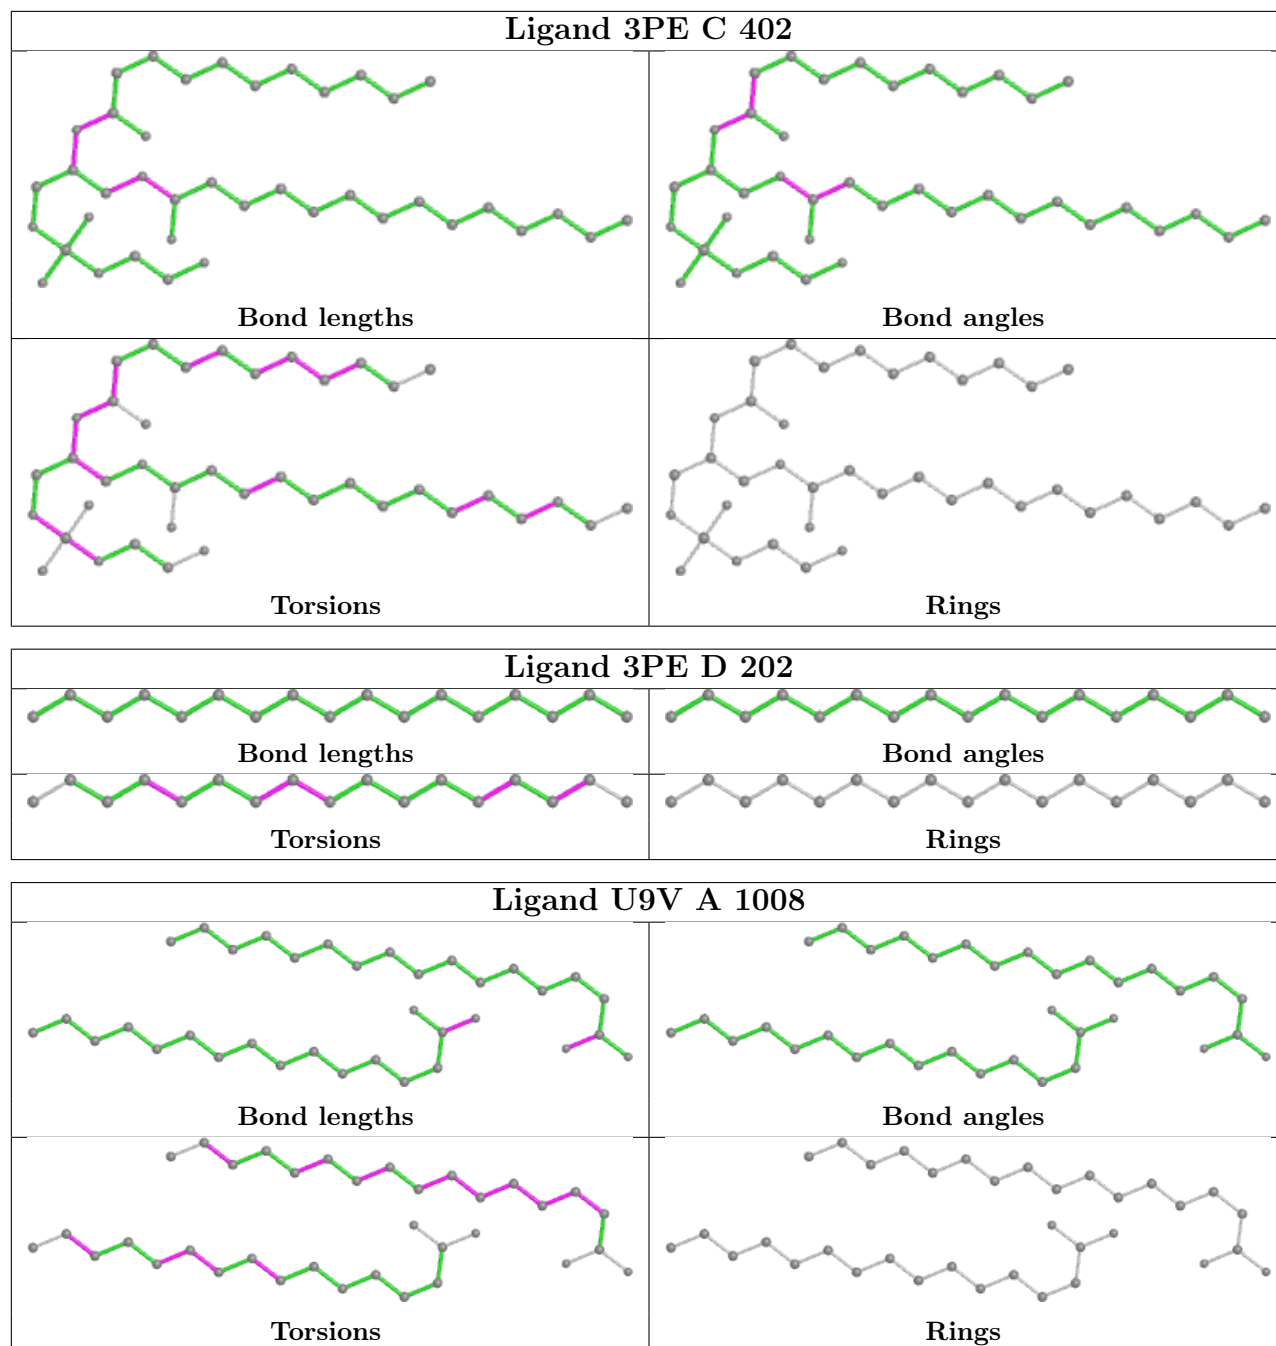 Ligand 3PE C 402
Bond lengths
Bond angles
Torsions
Rings
Ligand 3PE D 202
Bond lengths
Bond angles
Torsions
Rings
Ligand U9V A 1008
Bond lengths
Bond angles
Torsions
Rings